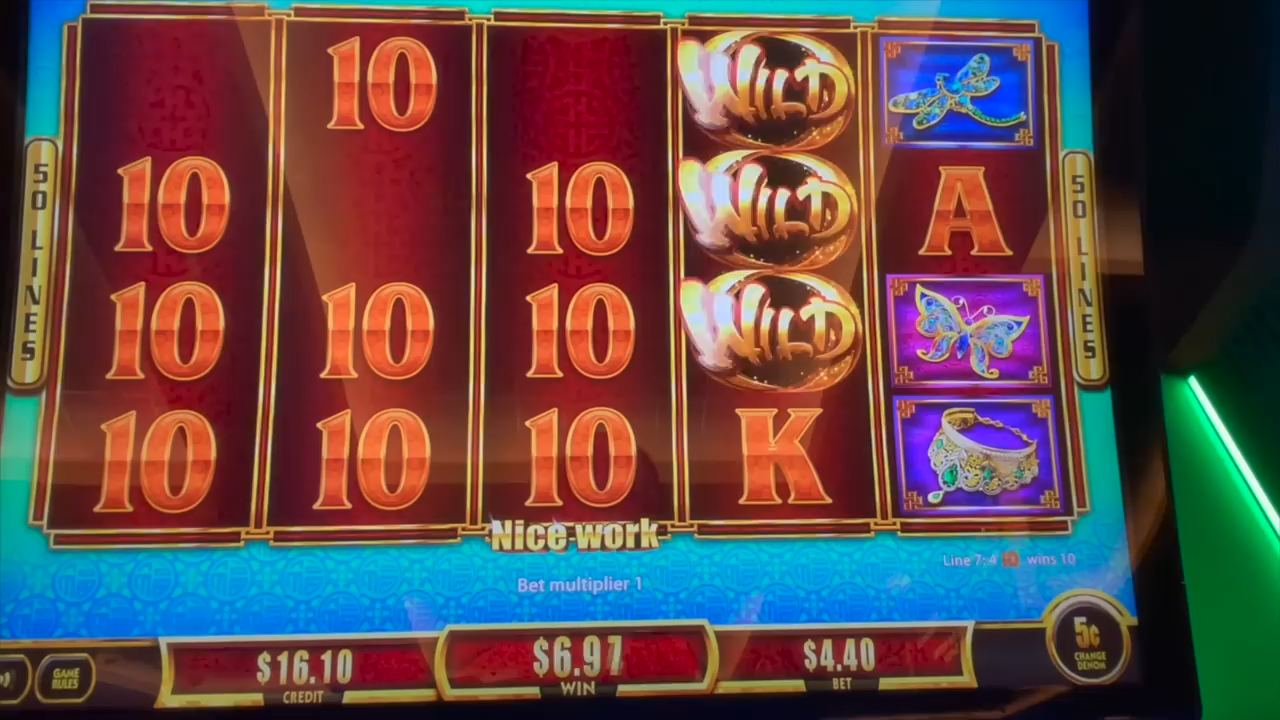 10 WILD
10 10 WILD A
10 10 10 WILD
10 10 10 K
50 LINES
50 LINES
Nice work
Line 7: 4 10 wins 10
Bet multiplier 1
$16.10
CREDIT
$6.97
WIN
$4.40
BET
5¢
CHANGE
DENOM
GAME
RULES